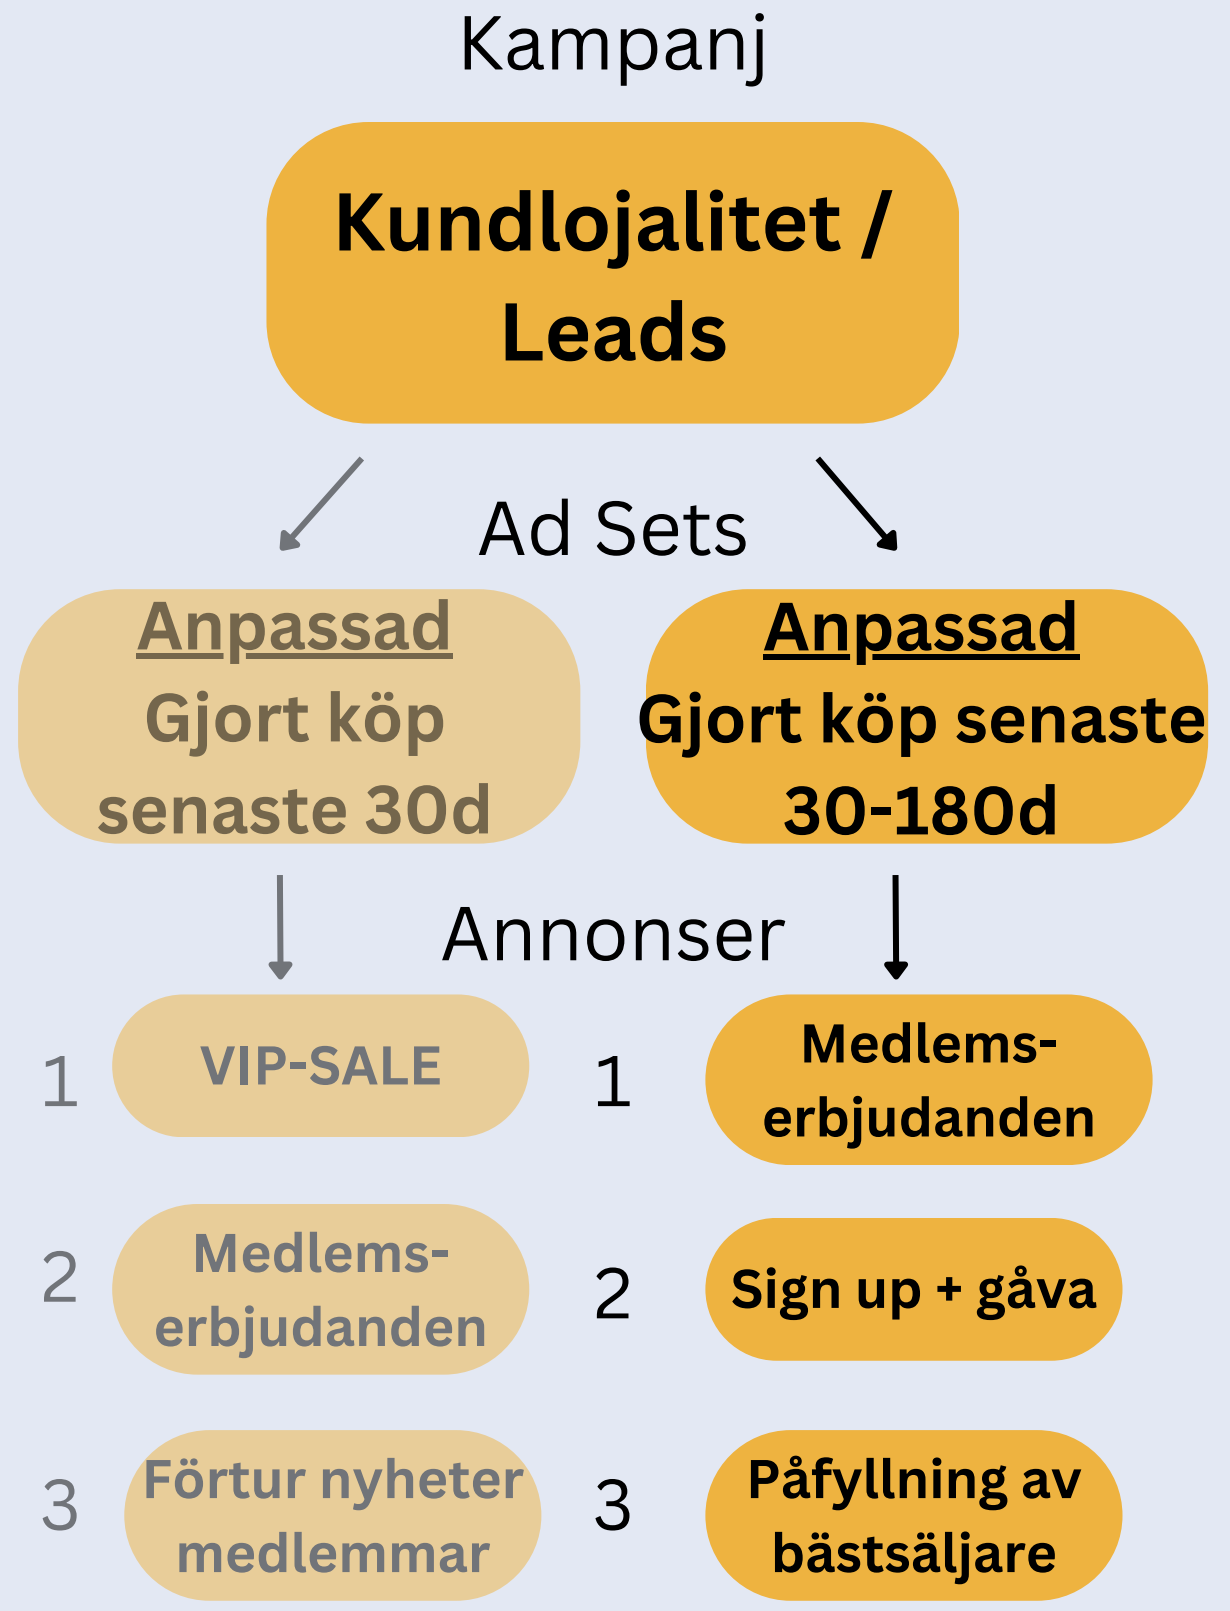 Kampanj
Kundlojalitet /
Leads
Ad Sets
Anpassad
Gjort köp
senaste 30d
Anpassad
Gjort köp senaste
30-180d
Annonser
1
VIP-SALE
2
Medlems-
erbjudanden
3
Förtur nyheter
medlemmar
1
Medlems-
erbjudanden
2
Sign up + gåva
3
Påfyllning av
bästsäljare